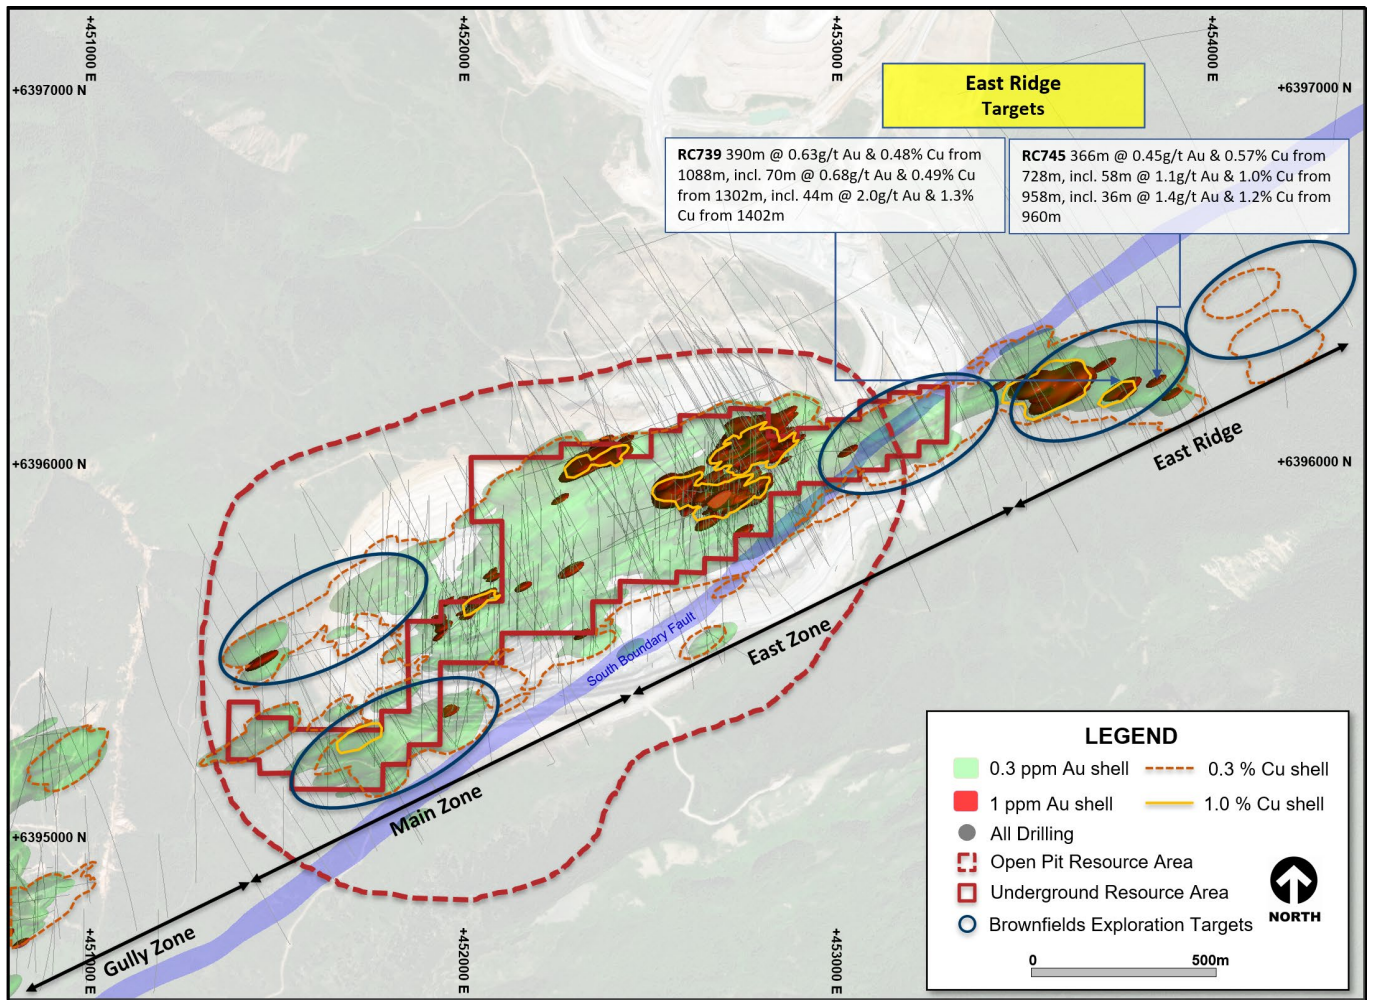 +451000 E
+452000 E
+453000 E
+454000 E
+6397000 N
+6397000 N
East Ridge
Targets
RC739 390m @ 0.63g/t Au & 0.48% Cu from
1088m, incl. 70m @ 0.68g/t Au & 0.49% Cu
from 1302m, incl. 44m @ 2.0g/t Au & 1.3%
Cu from 1402m
RC745 366m @ 0.45g/t Au & 0.57% Cu from
728m, incl. 58m @ 1.1g/t Au & 1.0% Cu from
958m, incl. 36m @ 1.4g/t Au & 1.2% Cu from
960m
+6396000 N
+6396000 N
East Ridge
East Zone
South Boundary Fault
Main Zone
Gully Zone
+6395000 N
+451000 E
+452000 E
+453000 E
LEGEND
0.3 ppm Au shell
0.3 % Cu shell
1 ppm Au shell
1.0 % Cu shell
All Drilling
Open Pit Resource Area
Underground Resource Area
Brownfields Exploration Targets
NORTH
0
500m